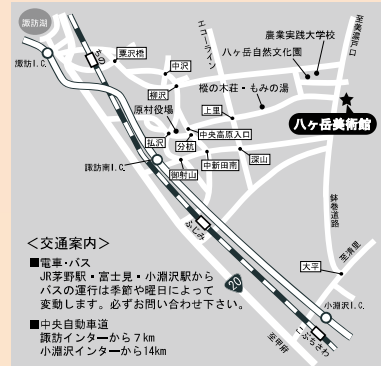 諏訪湖
エコーライン
農業実践大学校
至美濃戸口
八ヶ岳自然文化園
ちの
粟沢橋
中沢
諏訪I.C.
柳沢
樅の木荘・もみの湯
原村役場
上里
八ヶ岳美術館
払沢
中央高原入口
分杭
深山
諏訪南I.C.
御射山
中新田南
鉢巻道路
ふじみ
至清里
大平
20
小淵沢I.C.
こぶちさわ
至甲府
<交通案内>
■電車・バス
JR茅野駅・富士見・小淵沢駅から
バスの運行は季節や曜日によって
変動します。必ずお問い合わせ下さい。
■中央自動車道
諏訪インターから7km
小淵沢インターから14km